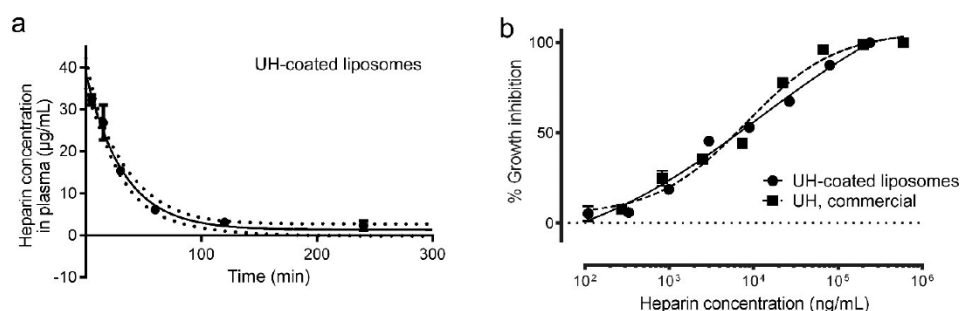 a
UH-coated liposomes
Heparin concentration
in plasma (µg/mL)
40
30
20
10
0
-10
100
200
300
Time (min)
b
% Growth inhibition
100
50
0
UH-coated liposomes
UH, commercial
10²
10³
10⁴
10⁵
10⁶
Heparin concentration (ng/mL)